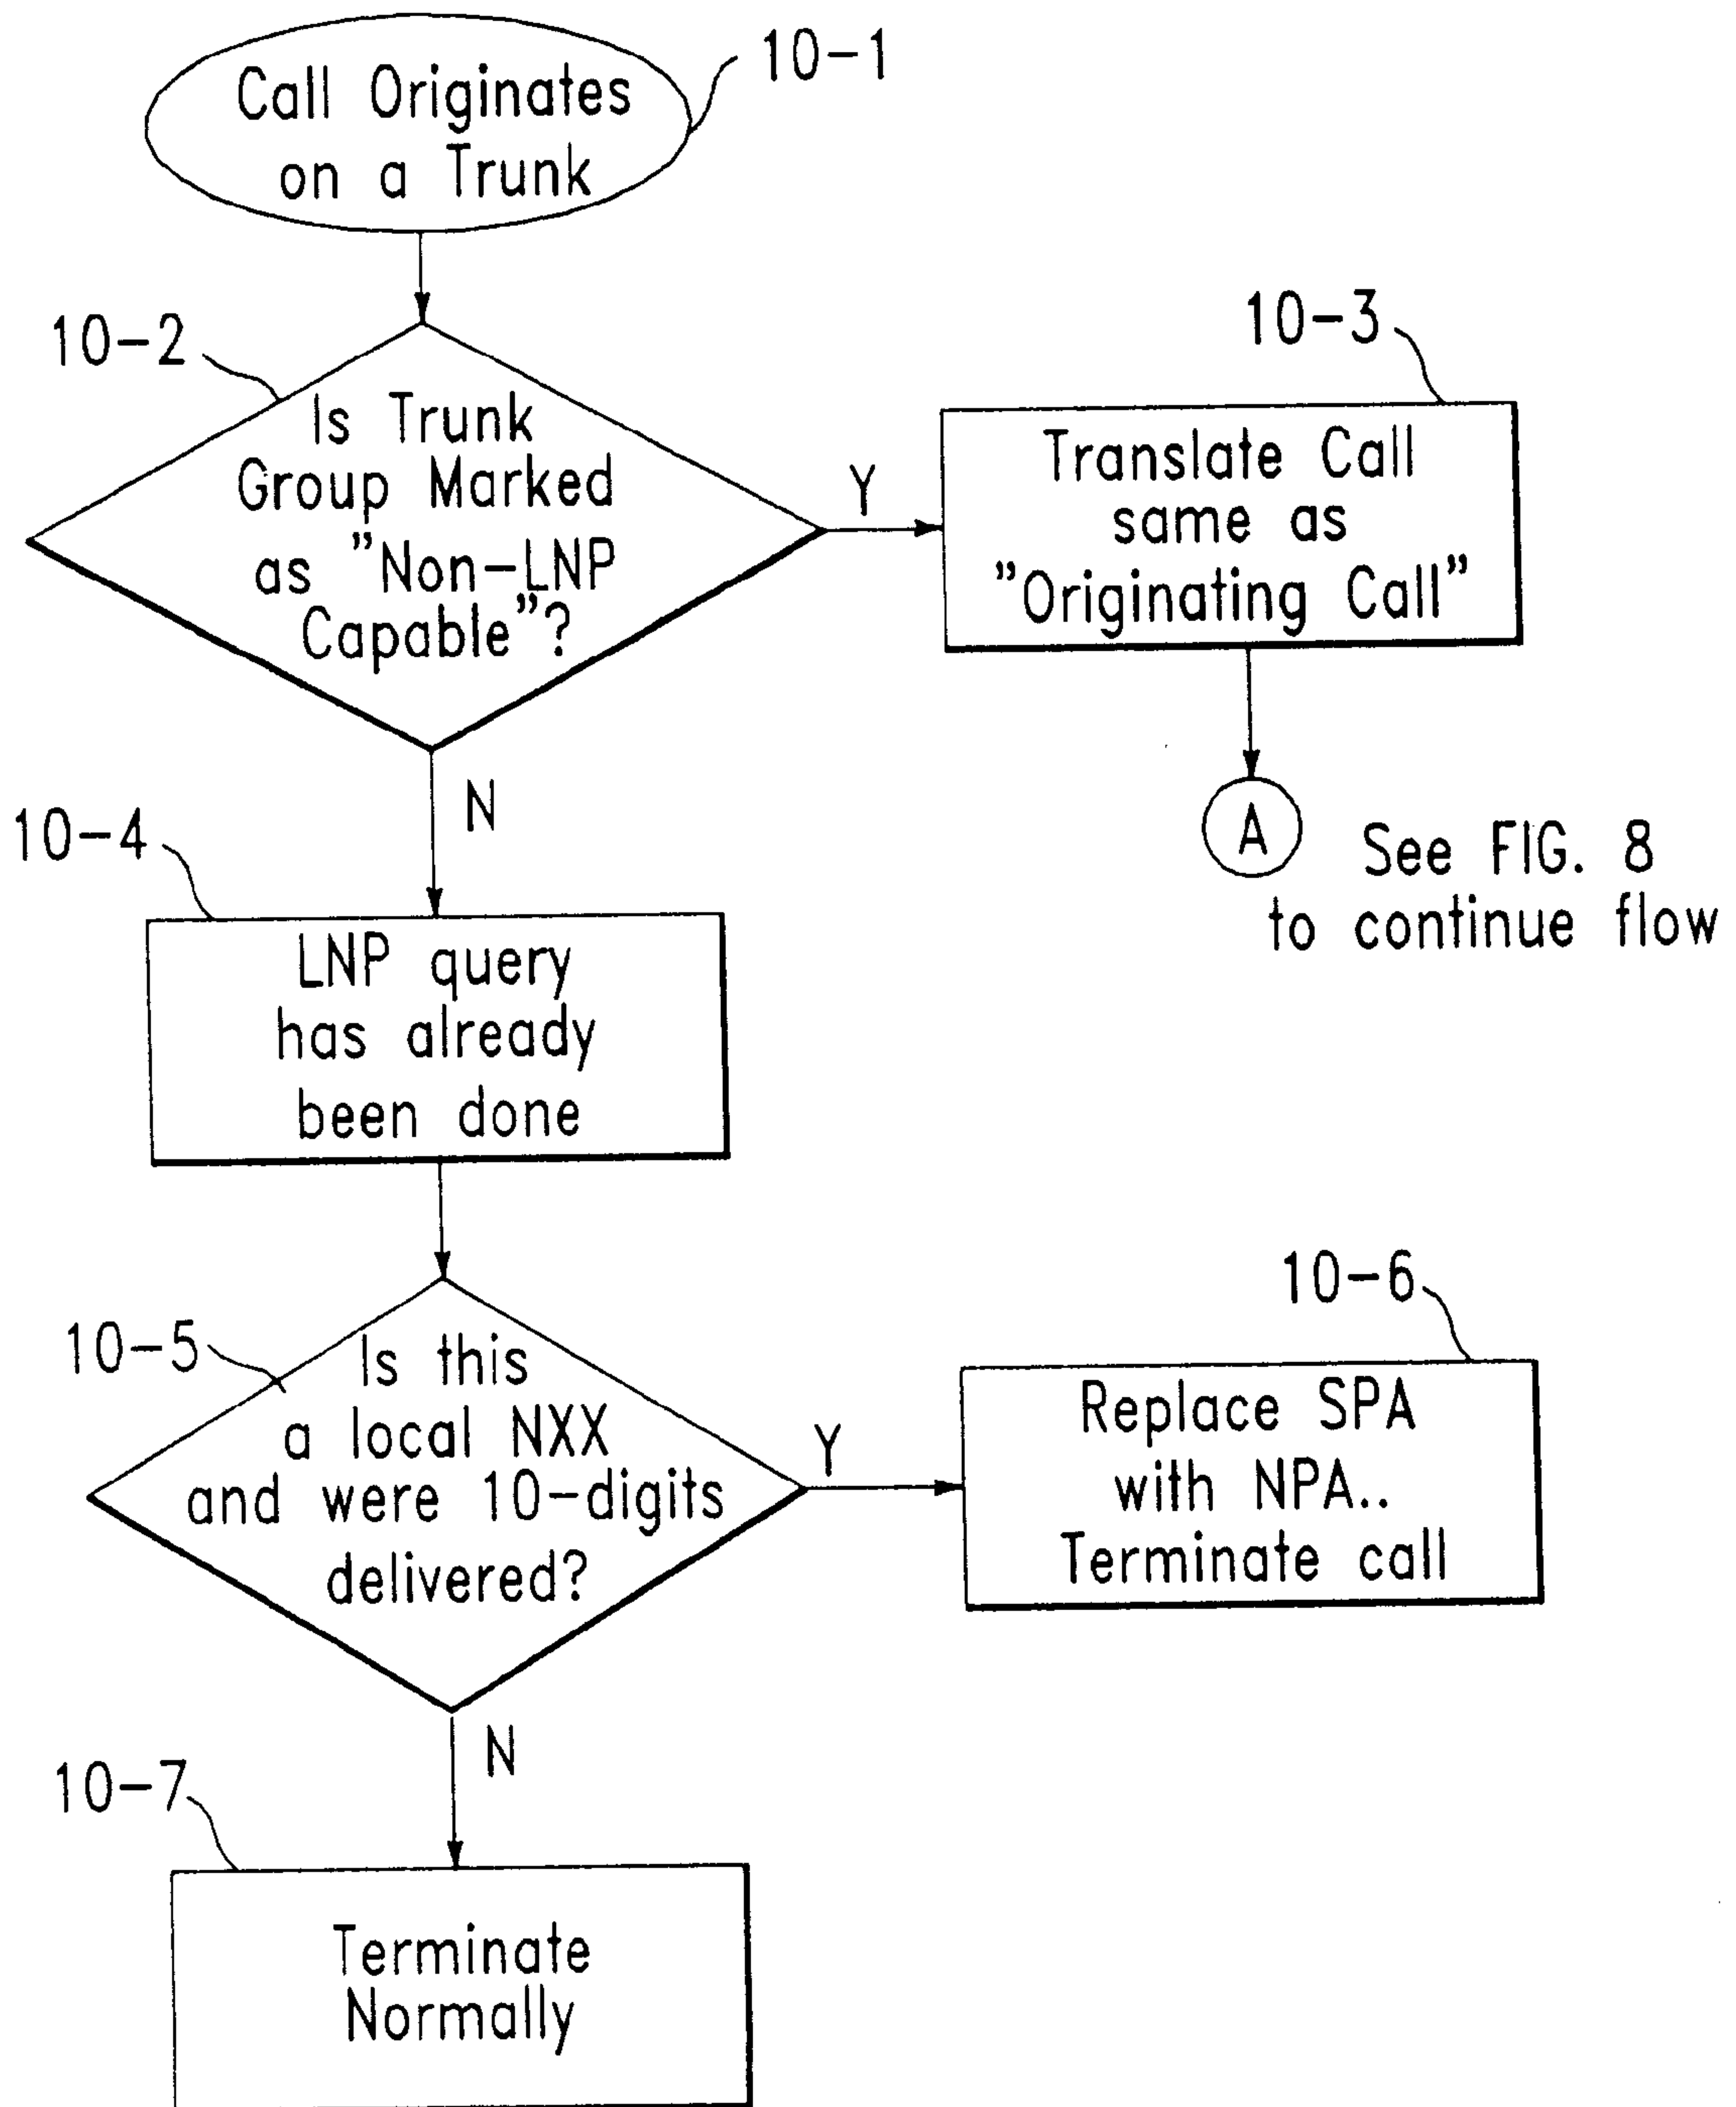 10-1
Call Originates
on a Trunk
10-2
Is Trunk
Group Marked
as "Non-LNP
Capable"?
Y
10-3
Translate Call
same as
"Originating Call"
A
See FIG. 8
to continue flow
N
10-4
LNP query
has already
been done
10-5
Is this
a local NXX
and were 10-digits
delivered?
Y
10-6
Replace SPA
with NPA..
Terminate call
N
10-7
Terminate
Normally